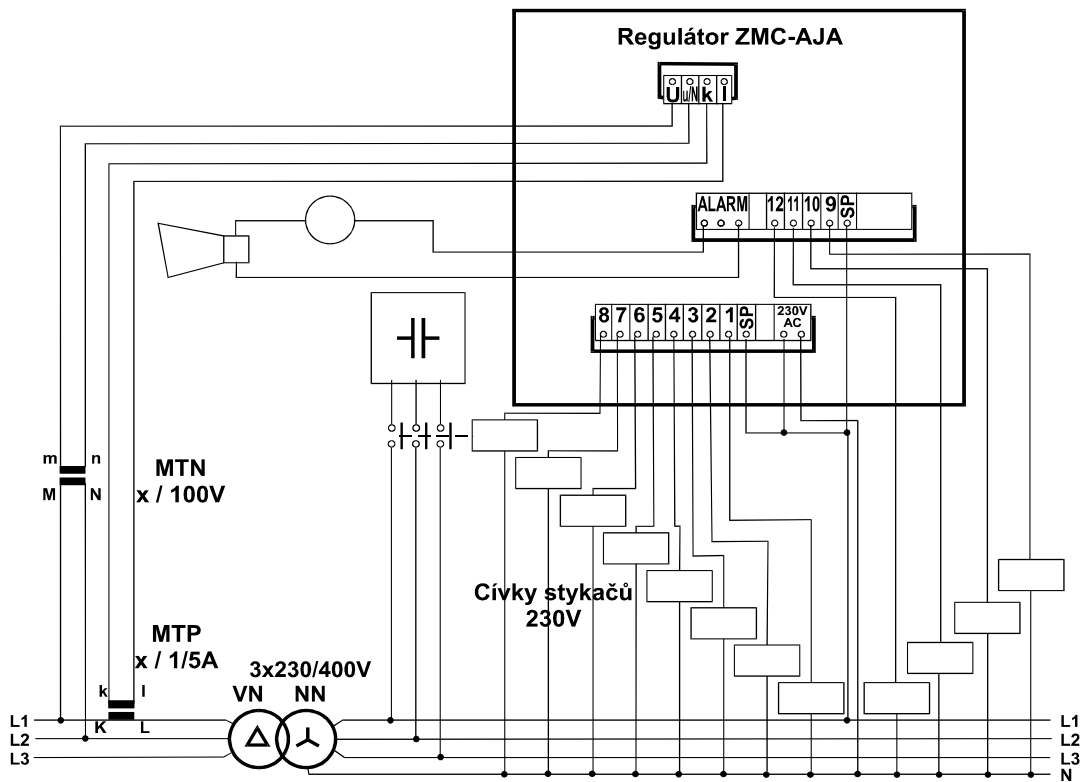 Regulátor ZMC-AJA
U u/N k l
ALARM 12 11 10 9 SP
8 7 6 5 4 3 2 1 SP 230V AC
m n
M N
MTN
x / 100V
Cívky stykačů
230V
MTP
x / 1/5A
k l
K L
3x230/400V
VN NN
L1 L1
L2 L2
L3 L3
N